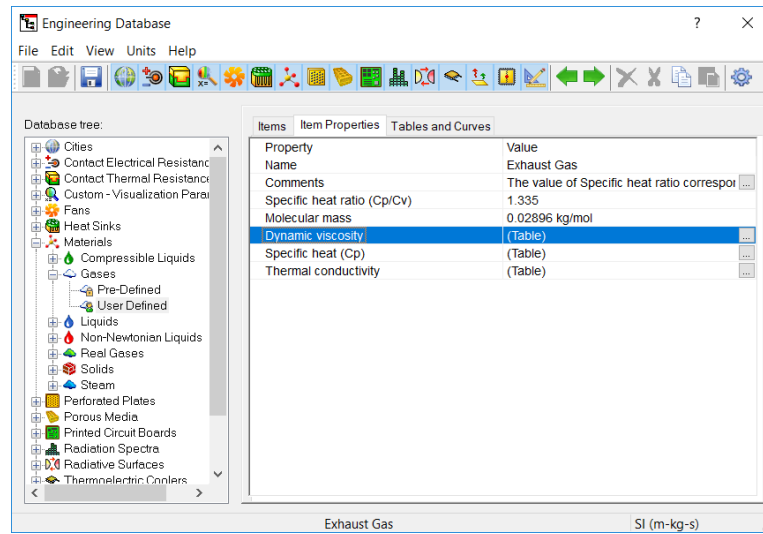 Engineering Database
? ×
File Edit View Units Help
Database tree:
Items Item Properties Tables and Curves
Cities
Contact Electrical Resistanc
Contact Thermal Resistance
Custom - Visualization Parar
Fans
Heat Sinks
Materials
Compressible Liquids
Gases
Pre-Defined
User Defined
Liquids
Non-Newtonian Liquids
Real Gases
Solids
Steam
Perforated Plates
Porous Media
Printed Circuit Boards
Radiation Spectra
Radiative Surfaces
Thermoelectric Coolers
Property Value
Name Exhaust Gas
Comments The value of Specific heat ratio correspor ...
Specific heat ratio (Cp/Cv) 1.335
Molecular mass 0.02896 kg/mol
Dynamic viscosity (Table) ...
Specific heat (Cp) (Table) ...
Thermal conductivity (Table) ...
Exhaust Gas SI (m-kg-s)